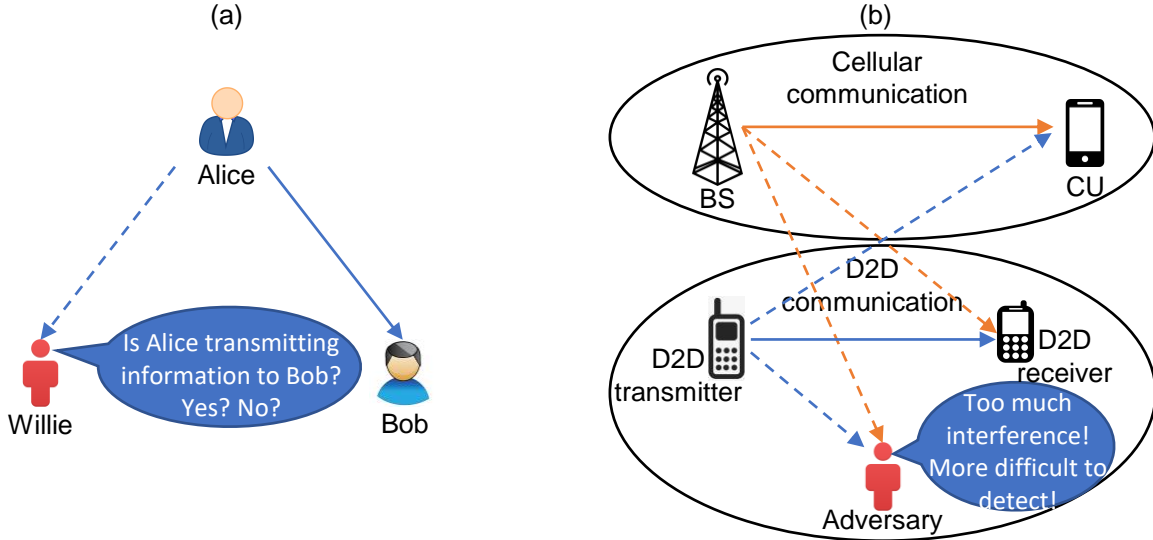 (a)
Alice
Is Alice transmitting
information to Bob?
Yes? No?
Willie
Bob
(b)
Cellular
communication
BS
CU
D2D
communication
D2D
transmitter
D2D
receiver
Too much
interference!
More difficult to
detect!
Adversary